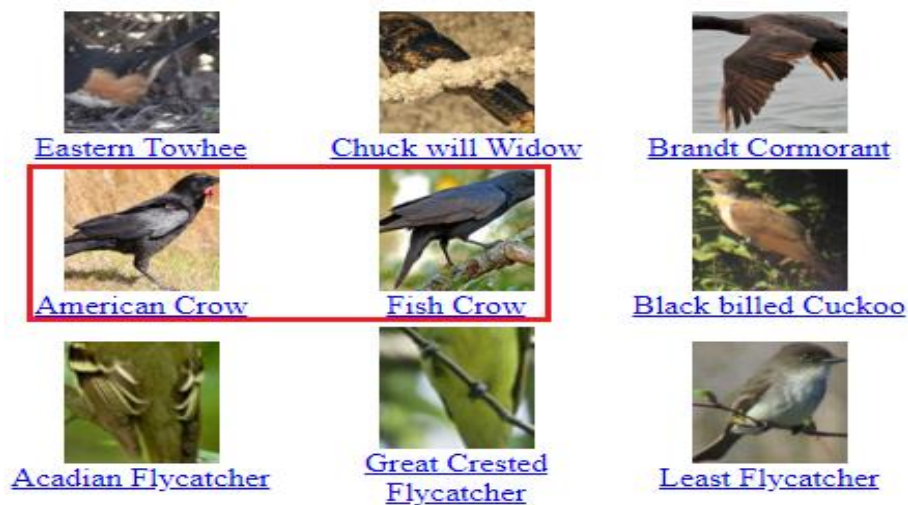 Eastern Towhee
Chuck will Widow
Brandt Cormorant
American Crow
Fish Crow
Black billed Cuckoo
Acadian Flycatcher
Great Crested
Flycatcher
Least Flycatcher